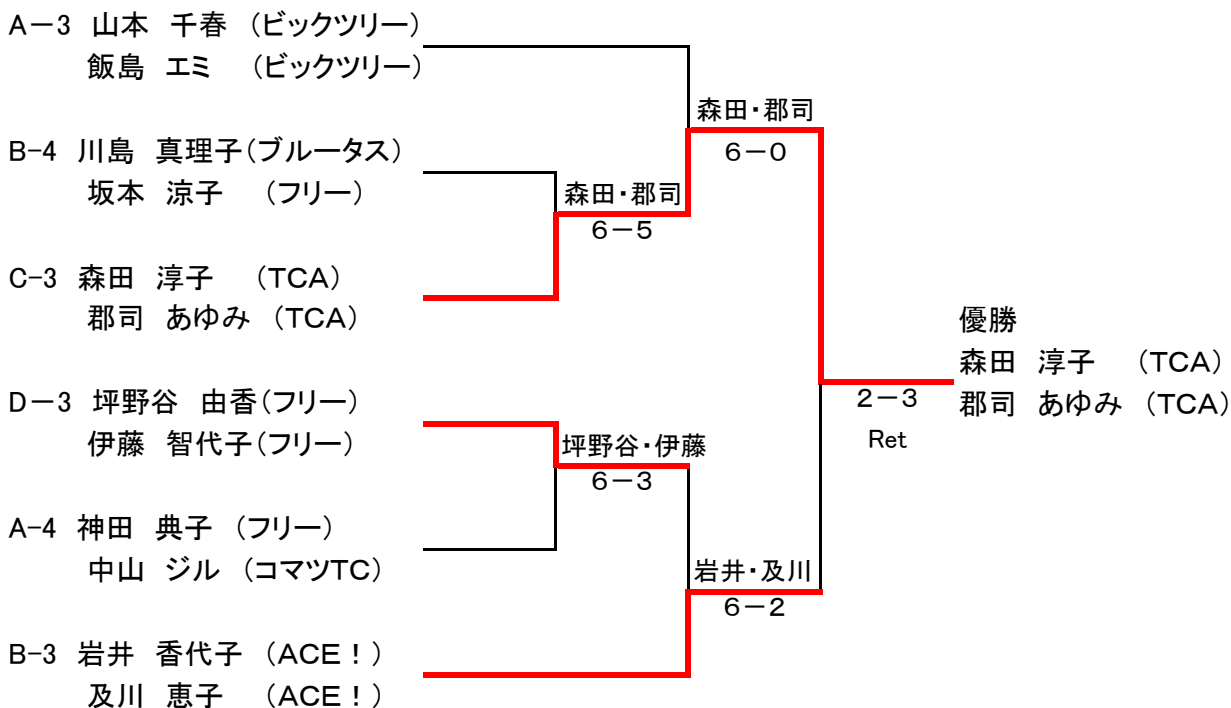 A－3 山本 千春 （ビックツリー）
飯島 エミ （ビックツリー）
森田・郡司
6－0
B-4 川島 真理子（ブルータス）
坂本 涼子 （フリー）
森田・郡司
6－5
C-3 森田 淳子 （TCA）
郡司 あゆみ （TCA）
優勝
森田 淳子 （TCA）
郡司 あゆみ （TCA）
2－3
Ret
D－3 坪野谷 由香（フリー）
伊藤 智代子（フリー）
坪野谷・伊藤
6－3
A-4 神田 典子 （フリー）
中山 ジル （コマツTC）
岩井・及川
6－2
B-3 岩井 香代子 （ACE！）
及川 恵子 （ACE！）